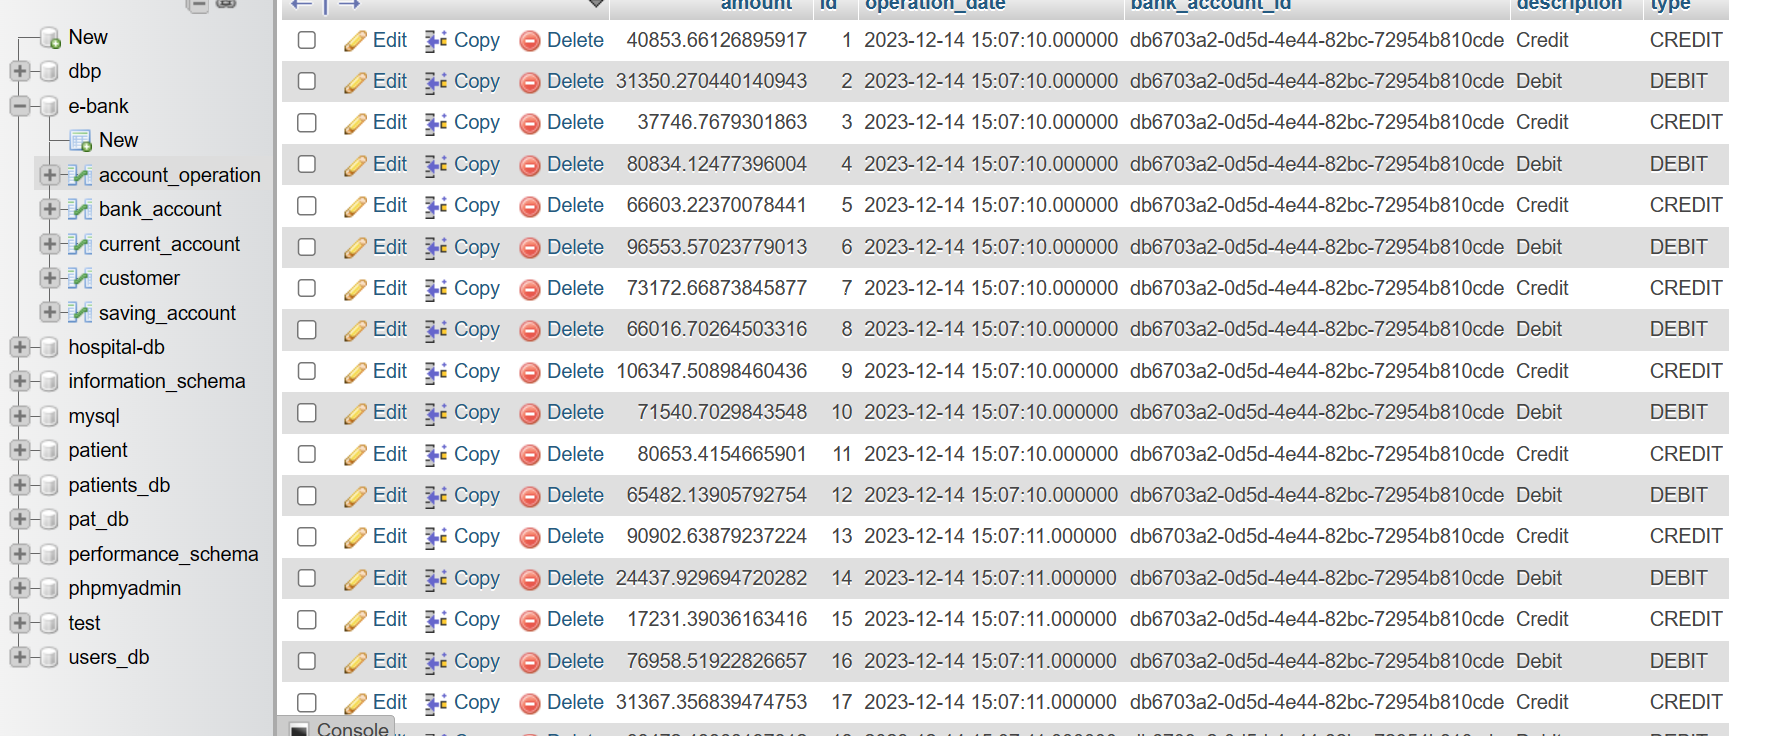 New
dbp
e-bank
New
account_operation
bank_account
current_account
customer
saving_account
hospital-db
information_schema
mysql
patient
patients_db
pat_db
performance_schema
phpmyadmin
test
users_db
amount id operation_date bank_account_id description type
Edit Copy Delete 40853.66126895917 1 2023-12-14 15:07:10.000000 db6703a2-0d5d-4e44-82bc-72954b810cde Credit CREDIT
Edit Copy Delete 31350.270440140943 2 2023-12-14 15:07:10.000000 db6703a2-0d5d-4e44-82bc-72954b810cde Debit DEBIT
Edit Copy Delete 37746.7679301863 3 2023-12-14 15:07:10.000000 db6703a2-0d5d-4e44-82bc-72954b810cde Credit CREDIT
Edit Copy Delete 80834.12477396004 4 2023-12-14 15:07:10.000000 db6703a2-0d5d-4e44-82bc-72954b810cde Debit DEBIT
Edit Copy Delete 66603.22370078441 5 2023-12-14 15:07:10.000000 db6703a2-0d5d-4e44-82bc-72954b810cde Credit CREDIT
Edit Copy Delete 96553.57023779013 6 2023-12-14 15:07:10.000000 db6703a2-0d5d-4e44-82bc-72954b810cde Debit DEBIT
Edit Copy Delete 73172.66873845877 7 2023-12-14 15:07:10.000000 db6703a2-0d5d-4e44-82bc-72954b810cde Credit CREDIT
Edit Copy Delete 66016.70264503316 8 2023-12-14 15:07:10.000000 db6703a2-0d5d-4e44-82bc-72954b810cde Debit DEBIT
Edit Copy Delete 106347.50898460436 9 2023-12-14 15:07:10.000000 db6703a2-0d5d-4e44-82bc-72954b810cde Credit CREDIT
Edit Copy Delete 71540.7029843548 10 2023-12-14 15:07:10.000000 db6703a2-0d5d-4e44-82bc-72954b810cde Debit DEBIT
Edit Copy Delete 80653.4154665901 11 2023-12-14 15:07:10.000000 db6703a2-0d5d-4e44-82bc-72954b810cde Credit CREDIT
Edit Copy Delete 65482.13905792754 12 2023-12-14 15:07:10.000000 db6703a2-0d5d-4e44-82bc-72954b810cde Debit DEBIT
Edit Copy Delete 90902.63879237224 13 2023-12-14 15:07:11.000000 db6703a2-0d5d-4e44-82bc-72954b810cde Credit CREDIT
Edit Copy Delete 24437.929694720282 14 2023-12-14 15:07:11.000000 db6703a2-0d5d-4e44-82bc-72954b810cde Debit DEBIT
Edit Copy Delete 17231.39036163416 15 2023-12-14 15:07:11.000000 db6703a2-0d5d-4e44-82bc-72954b810cde Credit CREDIT
Edit Copy Delete 76958.51922826657 16 2023-12-14 15:07:11.000000 db6703a2-0d5d-4e44-82bc-72954b810cde Debit DEBIT
Edit Copy Delete 31367.356839474753 17 2023-12-14 15:07:11.000000 db6703a2-0d5d-4e44-82bc-72954b810cde Credit CREDIT
Console